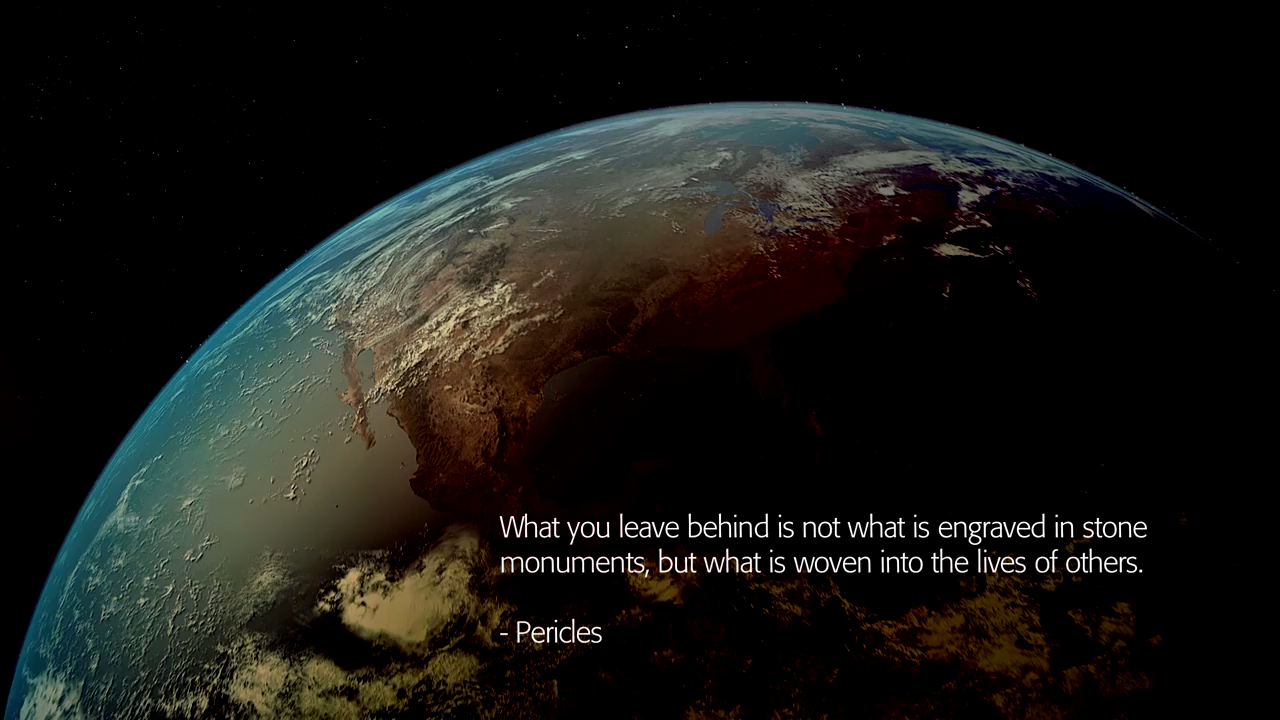 What you leave behind is not what is engraved in stone
monuments, but what is woven into the lives of others.
- Pericles